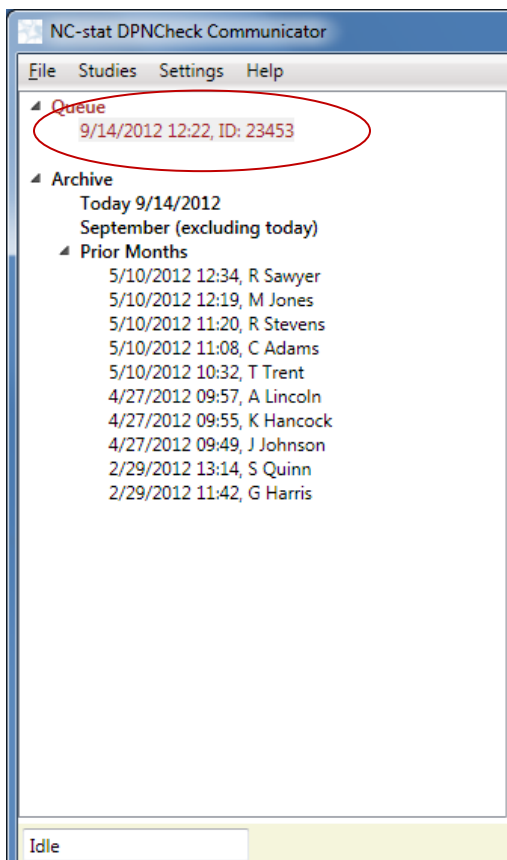 NC-stat DPNCheck Communicator
File Studies Settings Help
Queue
9/14/2012 12:22, ID: 23453
Archive
Today 9/14/2012
September (excluding today)
Prior Months
5/10/2012 12:34, R Sawyer
5/10/2012 12:19, M Jones
5/10/2012 11:20, R Stevens
5/10/2012 11:08, C Adams
5/10/2012 10:32, T Trent
4/27/2012 09:57, A Lincoln
4/27/2012 09:55, K Hancock
4/27/2012 09:49, J Johnson
2/29/2012 13:14, S Quinn
2/29/2012 11:42, G Harris
Idle